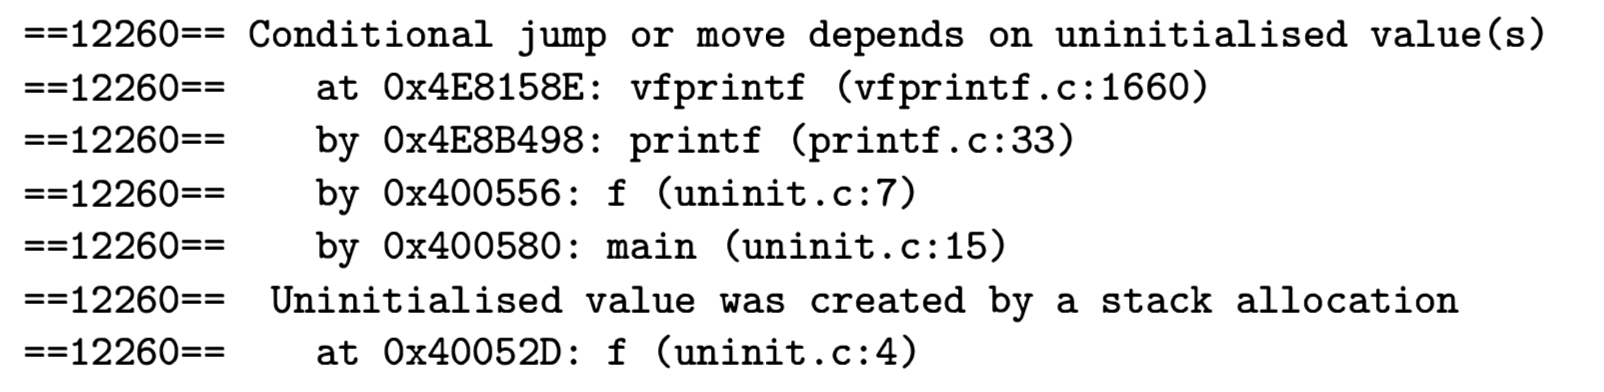 ==12260== Conditional jump or move depends on uninitialised value(s)
==12260==    at 0x4E8158E: vfprintf (vfprintf.c:1660)
==12260==    by 0x4E8B498: printf (printf.c:33)
==12260==    by 0x400556: f (uninit.c:7)
==12260==    by 0x400580: main (uninit.c:15)
==12260==  Uninitialised value was created by a stack allocation
==12260==    at 0x40052D: f (uninit.c:4)